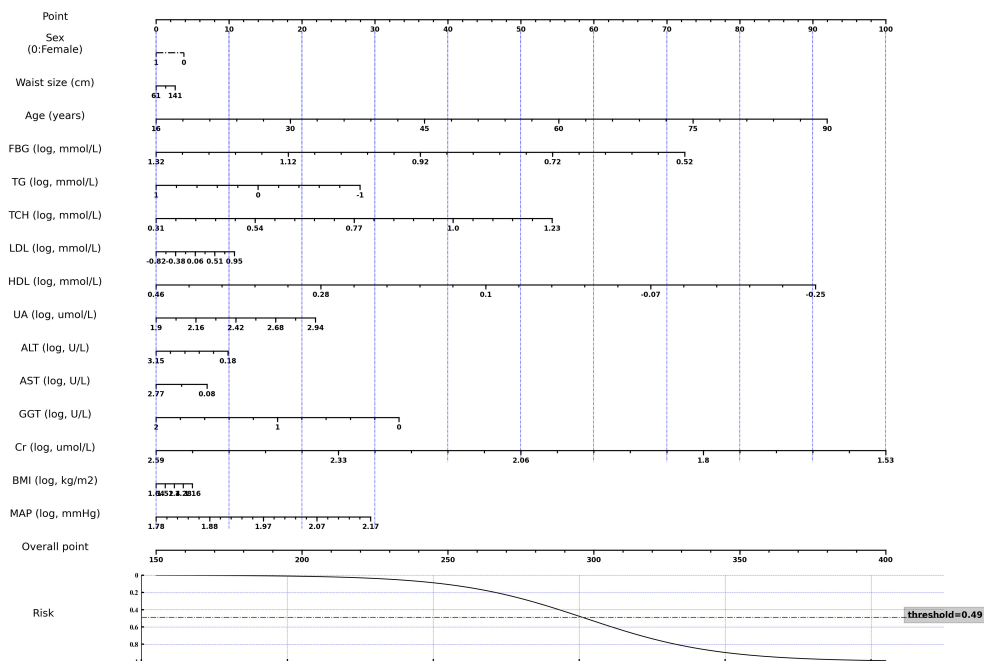 Point
0 10 20 30 40 50 60 70 80 90 100
Sex
(0:Female)
1 0
Waist size (cm)
61 141
Age (years)
16 30 45 60 75 90
FBG (log, mmol/L)
1.32 1.12 0.92 0.72 0.52
TG (log, mmol/L)
1 0 -1
TCH (log, mmol/L)
0.31 0.54 0.77 1.0 1.23
LDL (log, mmol/L)
-0.82 -0.38 0.06 0.51 0.95
HDL (log, mmol/L)
0.46 0.28 0.1 -0.07 -0.25
UA (log, umol/L)
1.9 2.16 2.42 2.68 2.94
ALT (log, U/L)
3.15 0.18
AST (log, U/L)
2.77 0.08
GGT (log, U/L)
2 1 0
Cr (log, umol/L)
2.59 2.33 2.06 1.8 1.53
BMI (log, kg/m2)
MAP (log, mmHg)
1.78 1.88 1.97 2.07 2.17
Overall point
150 200 250 300 350 400
Risk
0
0.2
0.4
0.6
0.8
threshold=0.49